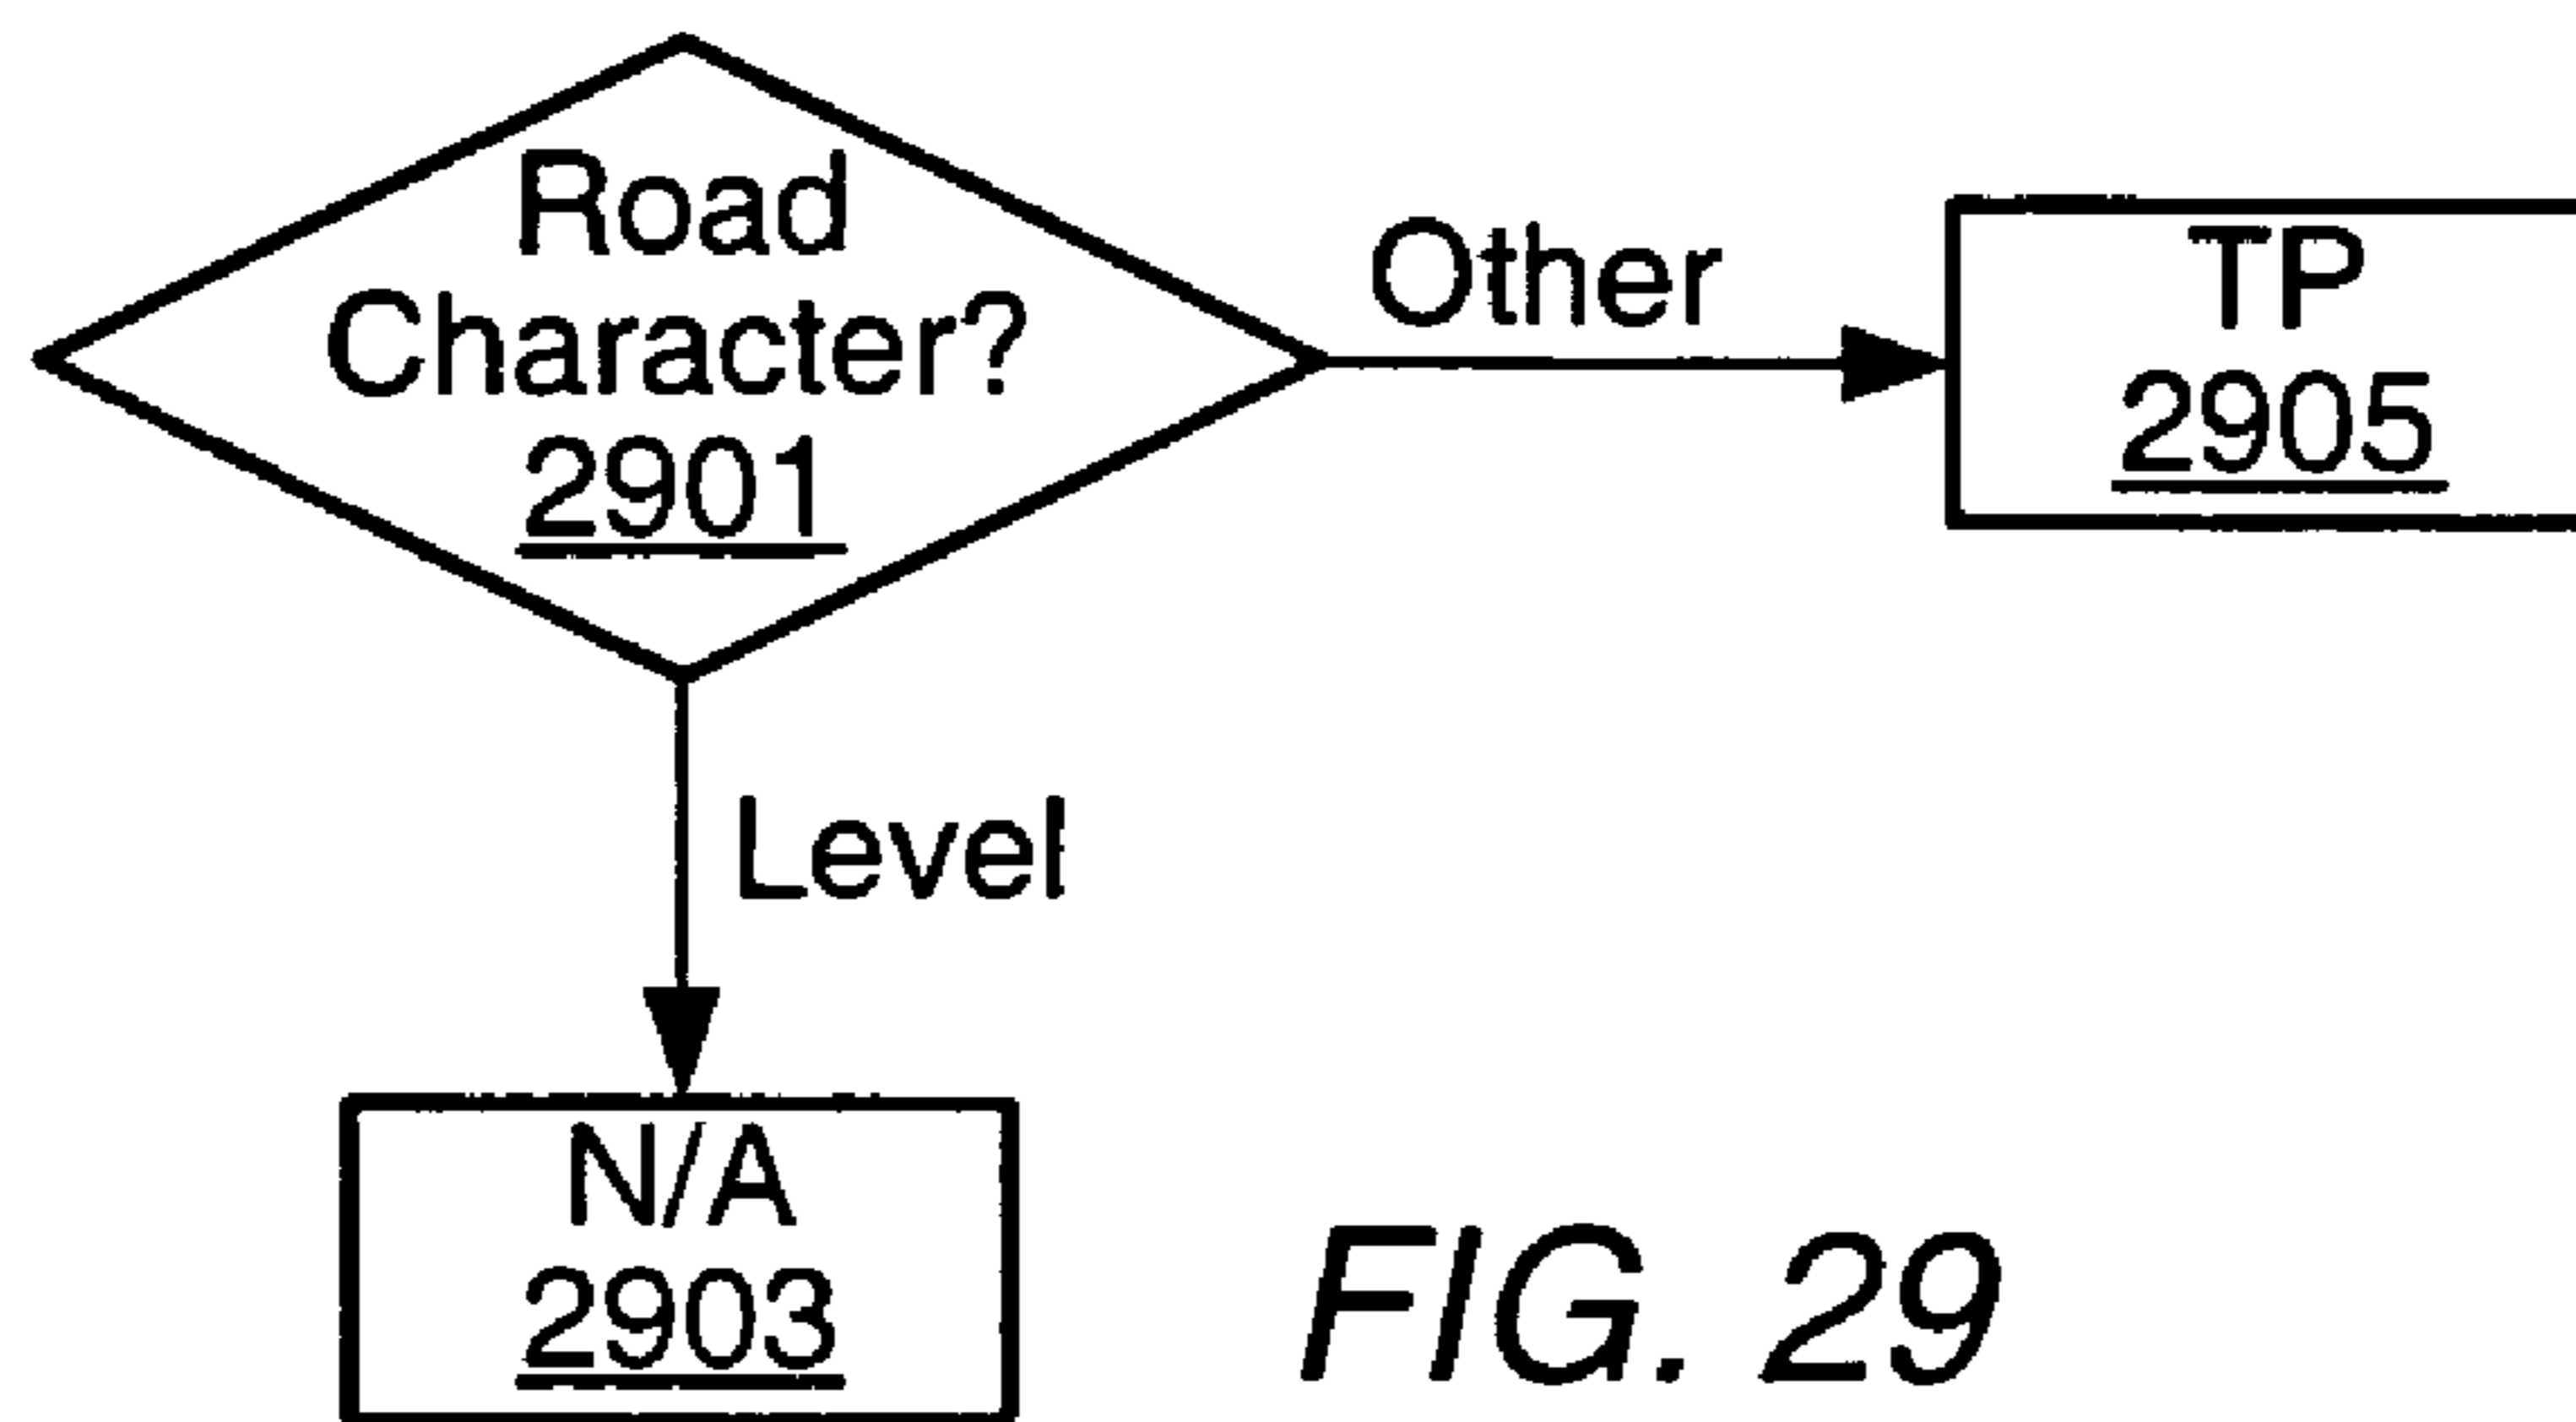 Road
Character?
2901
Other
TP
2905
Level
N/A
2903
FIG. 29